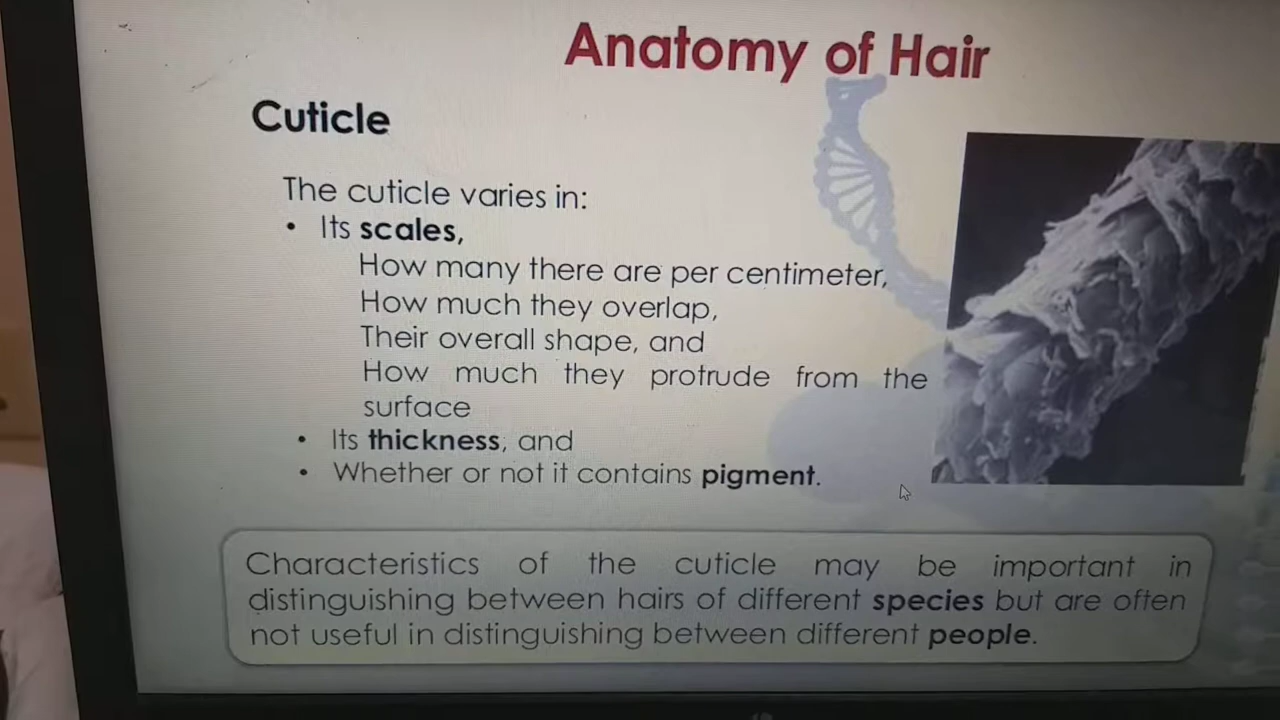 Anatomy of Hair
Cuticle
The cuticle varies in:
• Its scales,
How many there are per centimeter,
How much they overlap,
Their overall shape, and
How much they protrude from the
surface
• Its thickness, and
• Whether or not it contains pigment.
Characteristics of the cuticle may be important in
distinguishing between hairs of different species but are often
not useful in distinguishing between different people.